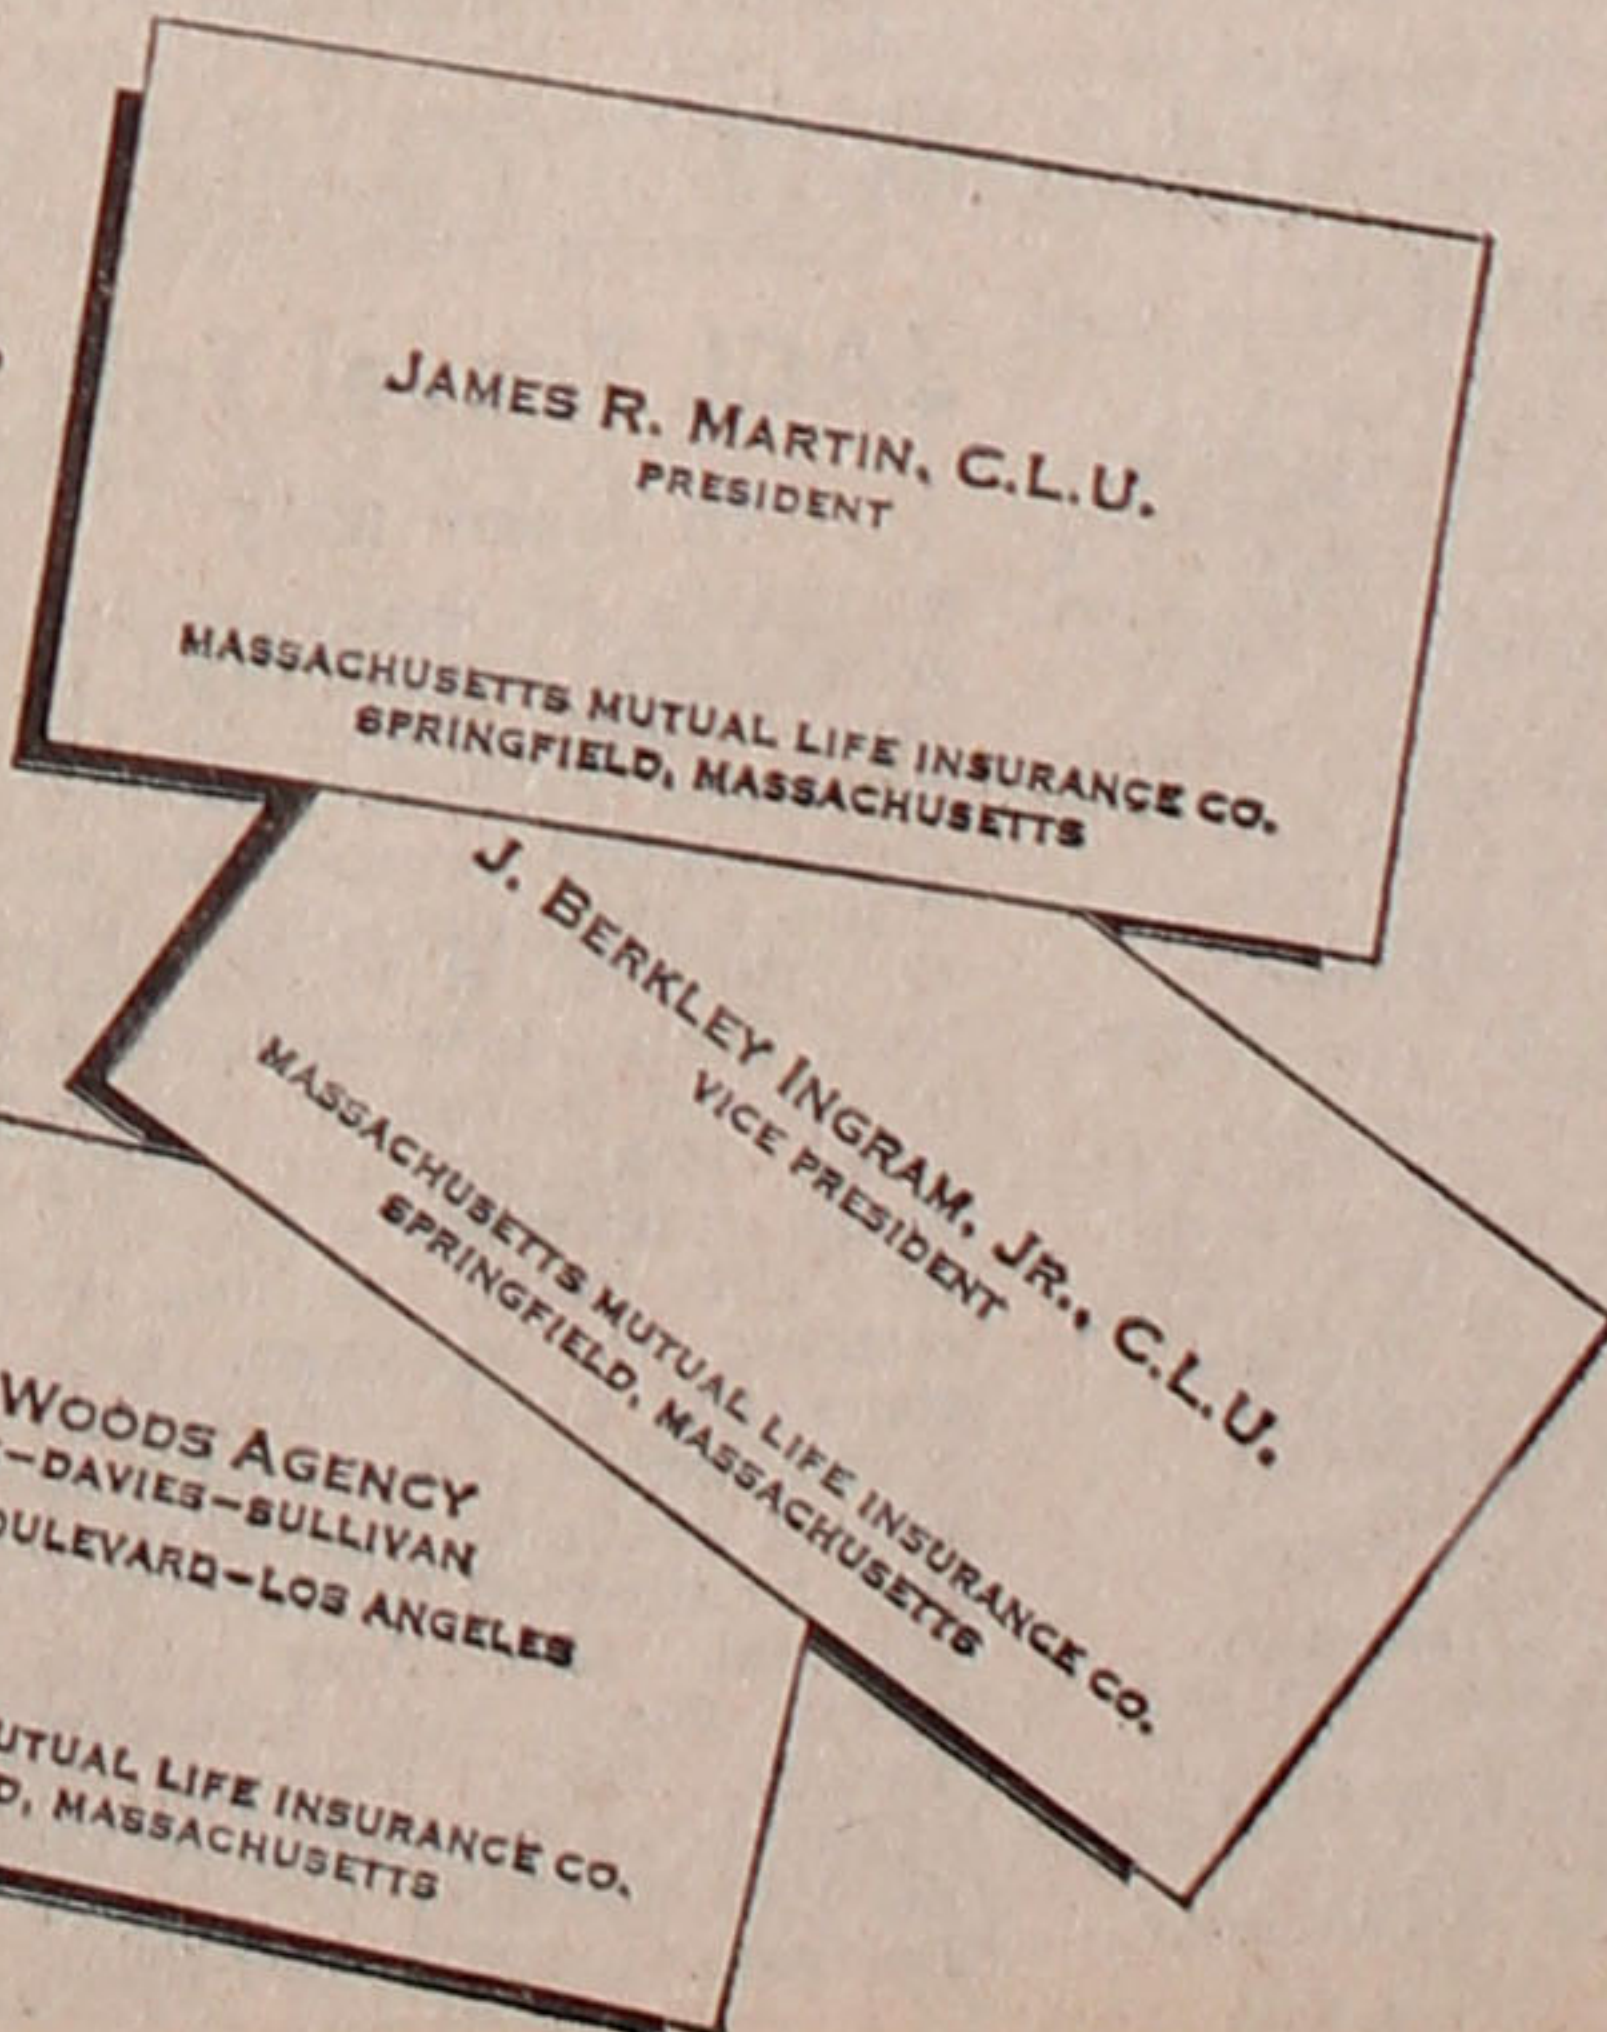 JAMES R. MARTIN, C.L.U.
PRESIDENT
MASSACHUSETTS MUTUAL LIFE INSURANCE CO.
SPRINGFIELD, MASSACHUSETTS
J. BERKLEY INGRAM, JR., C.L.U.
VICE PRESIDENT
MASSACHUSETTS MUTUAL LIFE INSURANCE CO.
SPRINGFIELD, MASSACHUSETTS
WOODS AGENCY
–DAVIES–SULLIVAN
–LOS ANGELES
LIFE INSURANCE CO.
MASSACHUSETTS